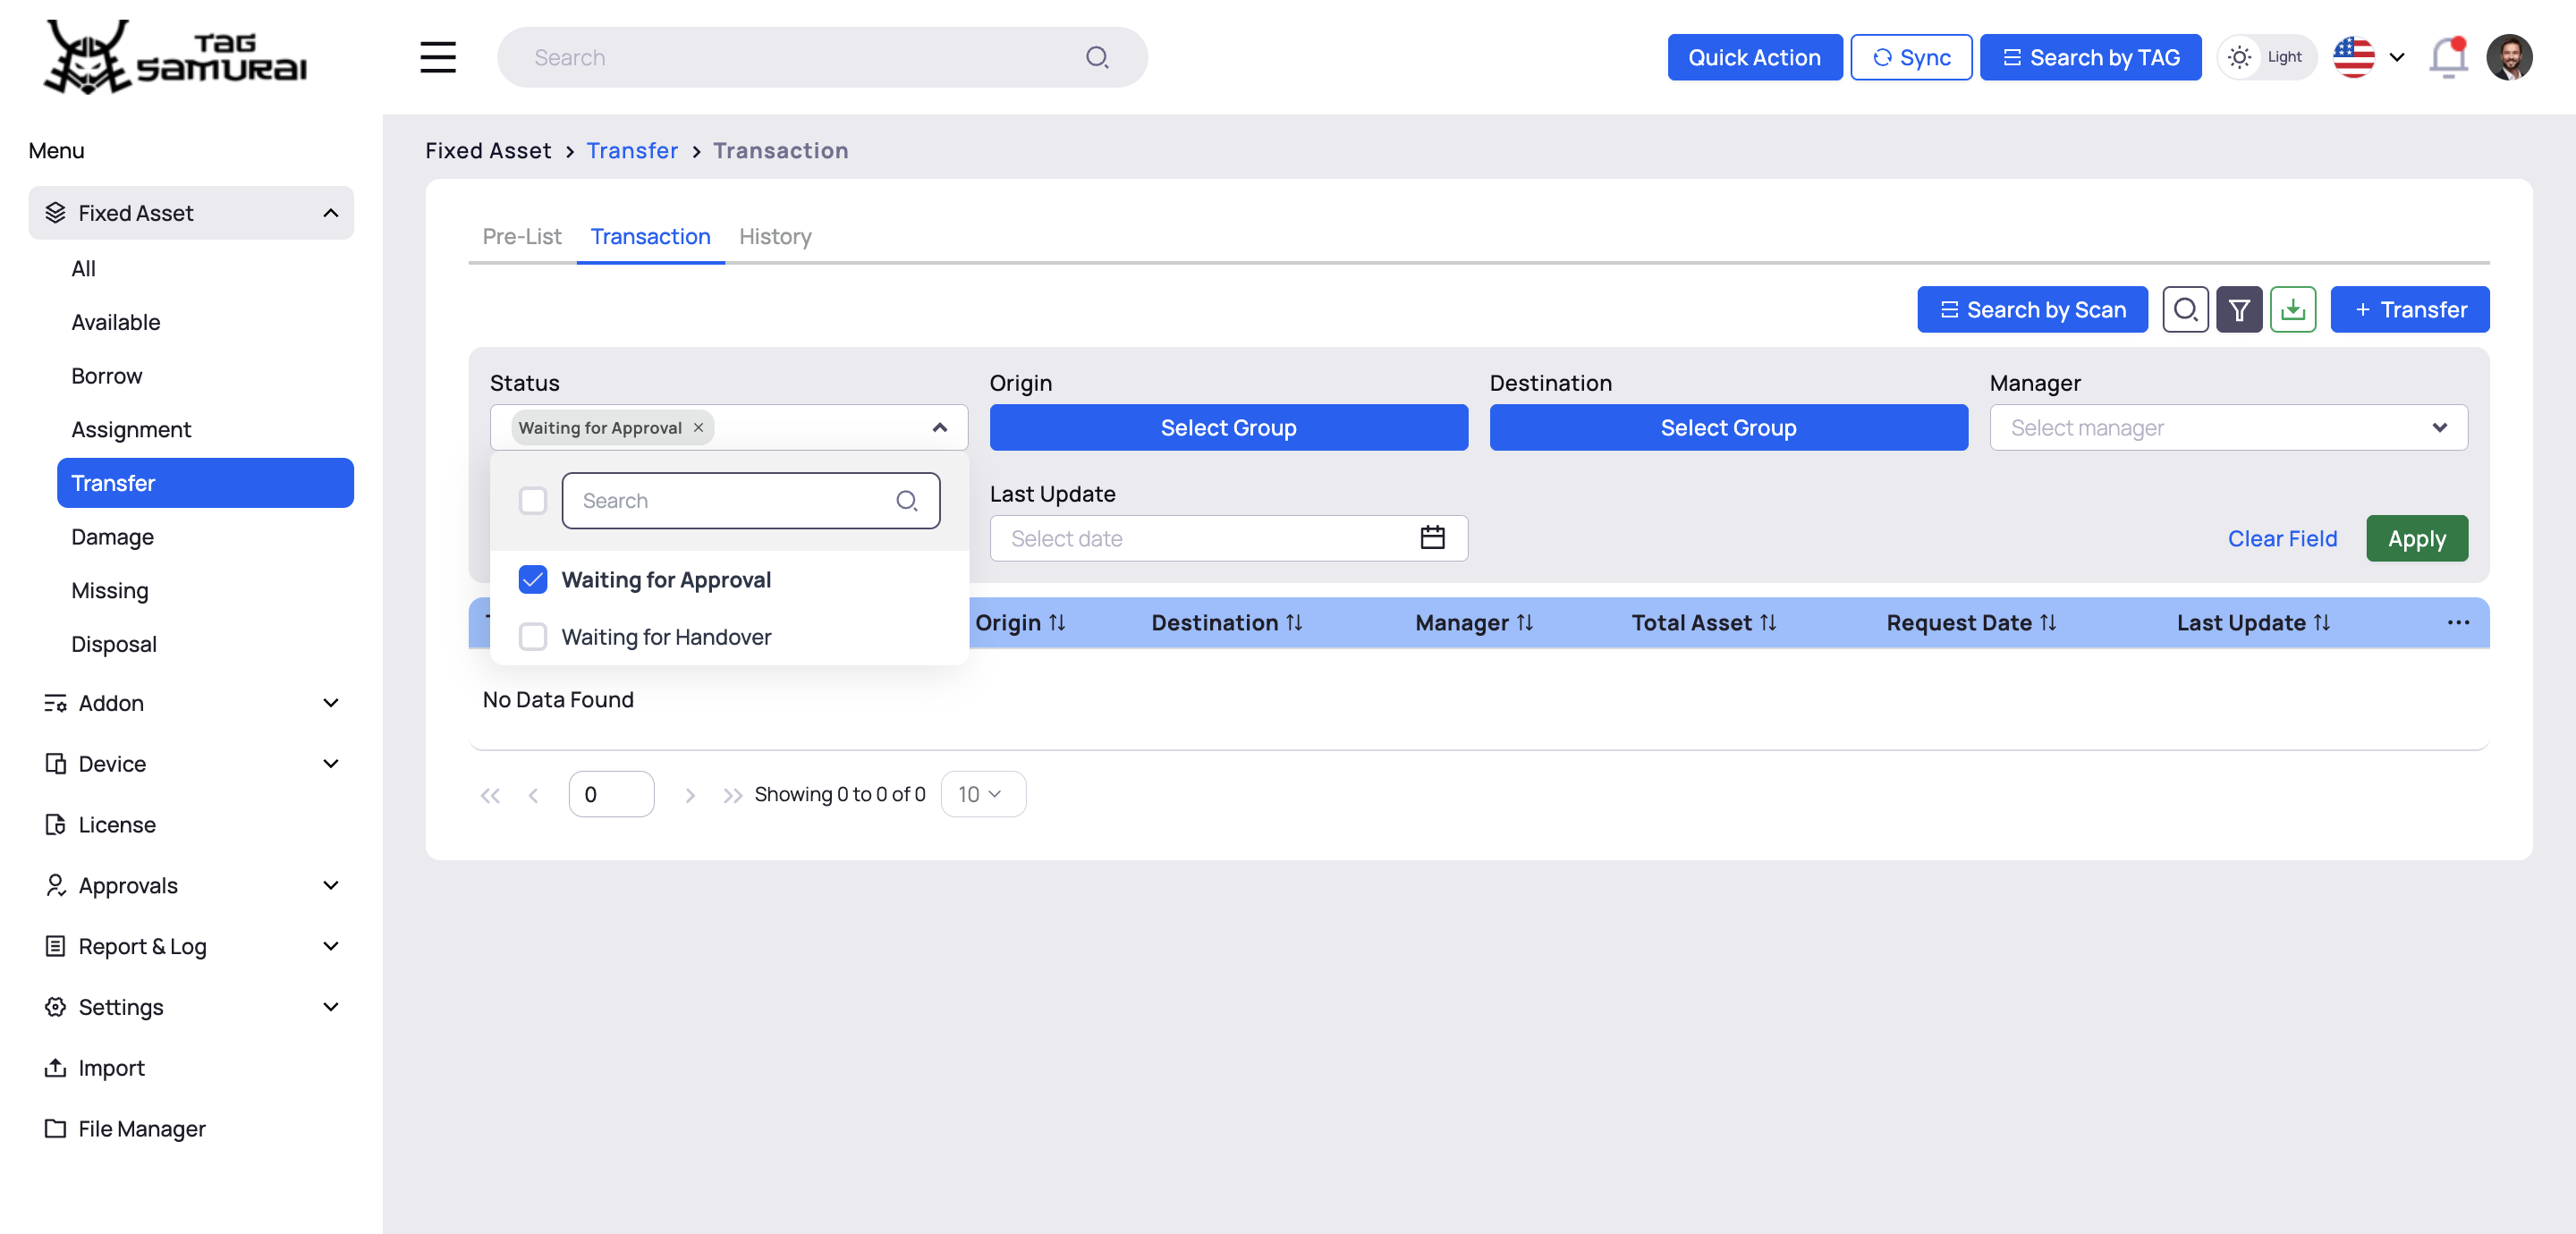 TAG
SAMURAI
Search
Quick Action
Sync
Search by TAG
Light
Menu
Fixed Asset
All
Available
Borrow
Assignment
Transfer
Damage
Missing
Disposal
Addon
Device
License
Approvals
Report & Log
Settings
Import
File Manager
Fixed Asset > Transfer > Transaction
Pre-List
Transaction
History
Search by Scan
+ Transfer
Status
Origin
Destination
Manager
Waiting for Approval ×
Select Group
Select Group
Select manager
Search
Waiting for Approval
Waiting for Handover
Last Update
Select date
Clear Field
Apply
Origin
Destination
Manager
Total Asset
Request Date
Last Update
No Data Found
0
Showing 0 to 0 of 0
10